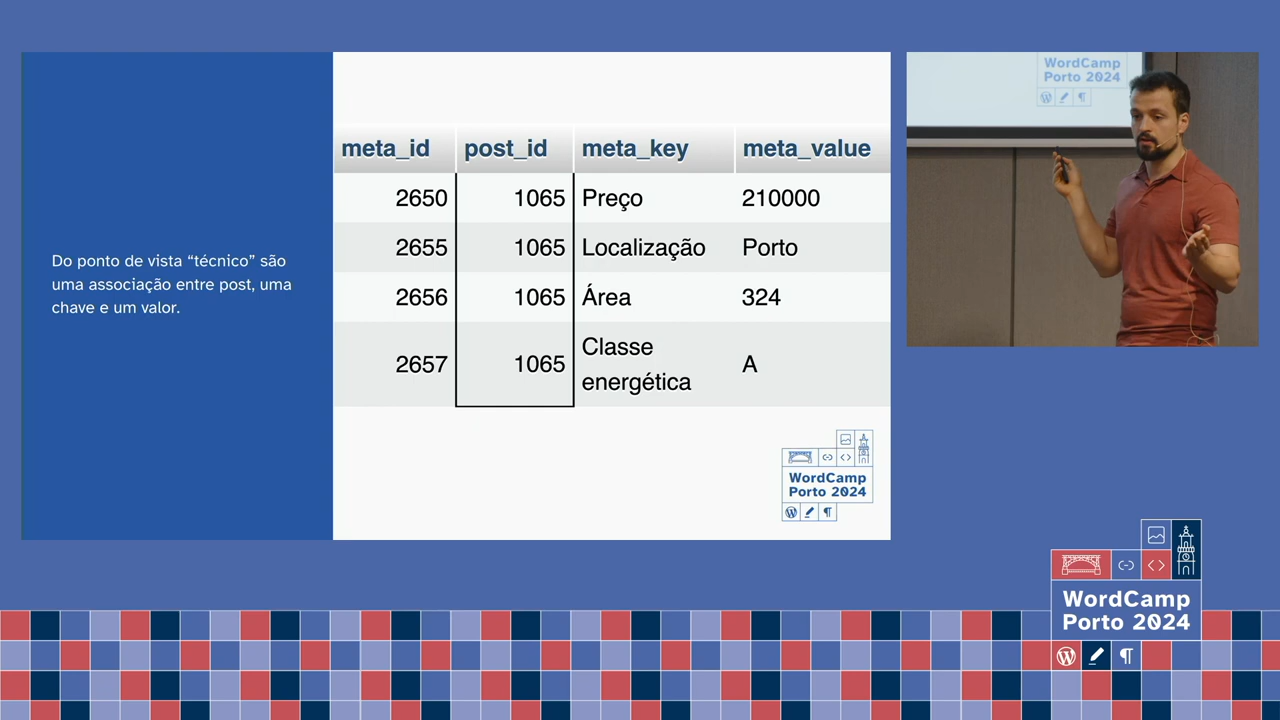 Do ponto de vista “técnico” são
uma associação entre post, uma
chave e um valor.
meta_id post_id meta_key meta_value
2650 1065 Preço 210000
2655 1065 Localização Porto
2656 1065 Área 324
2657 1065 Classe energética A
WordCamp
Porto 2024
WordCamp
Porto 2024
WordCamp
Porto 2024